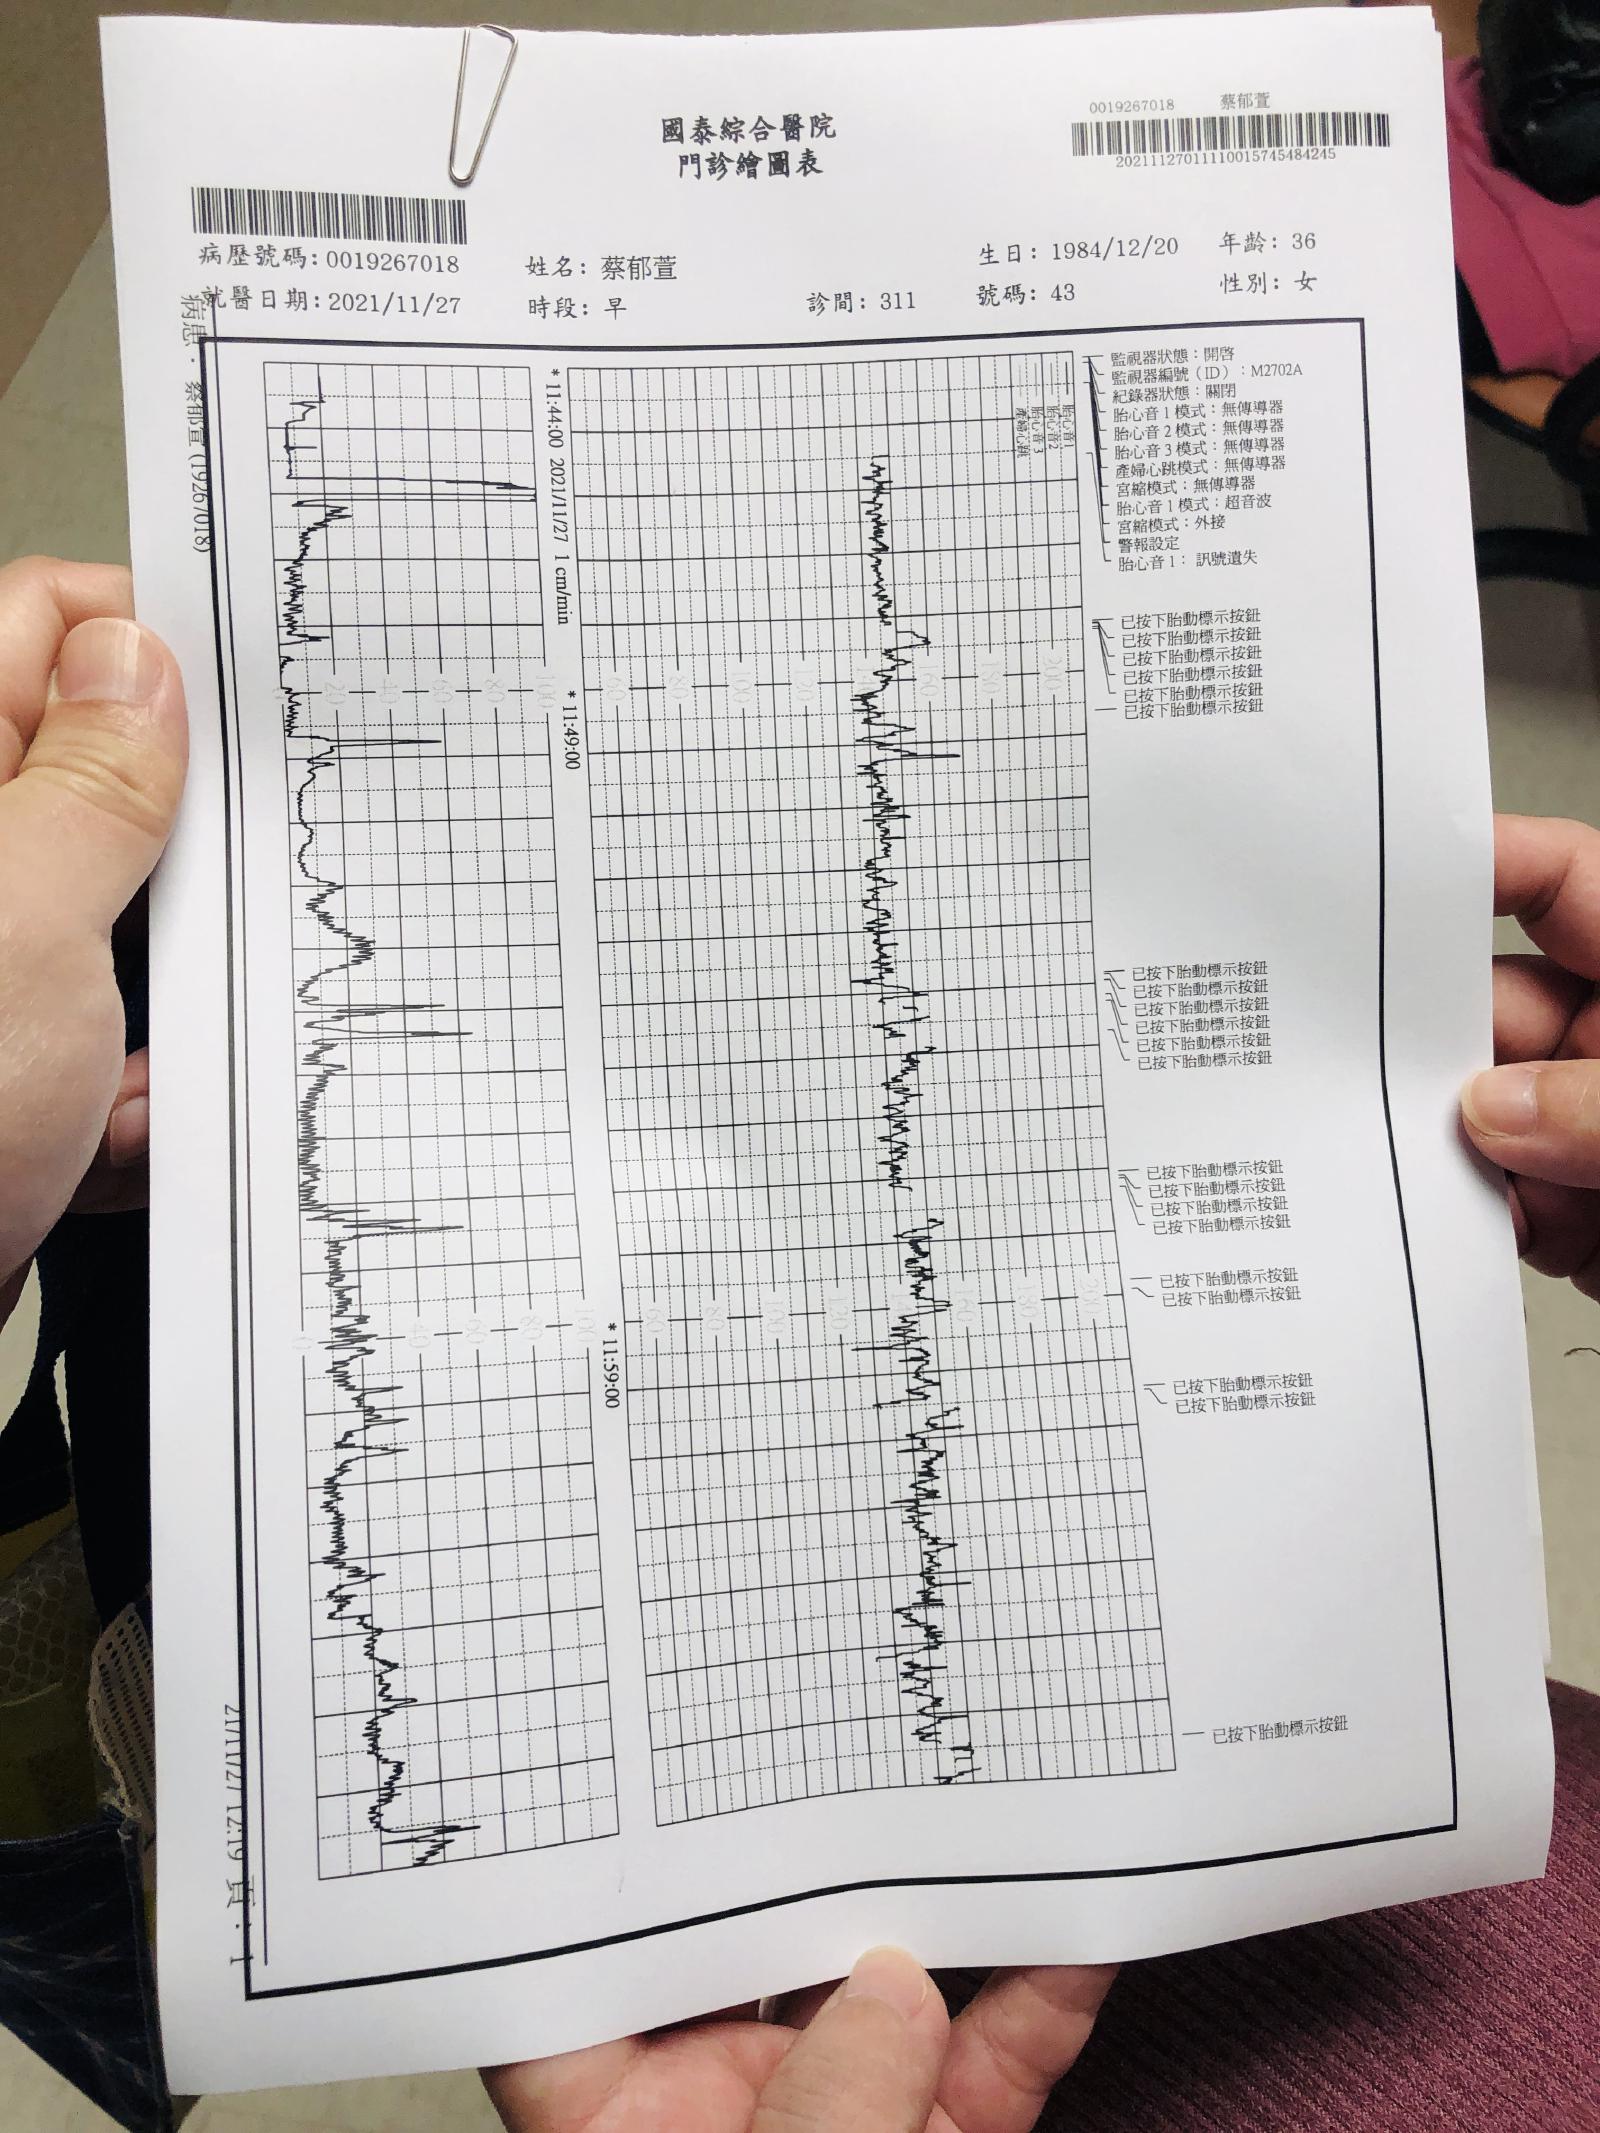 0019267018 蔡郁萱
20211127011110015745484245
國泰綜合醫院
門診繪圖表
病歷號碼：0019267018 姓名：蔡郁萱 生日：1984/12/20 年齡：36
就醫日期：2021/11/27 時段：早 診間：311 號碼：43 性別：女
病患：蔡郁萱 (19267018)
監視器狀態：開啓
監視器編號（ID）：M2702A
紀錄器狀態：關閉
胎心音1模式：無傳導器
胎心音2模式：無傳導器
胎心音3模式：無傳導器
產婦心跳模式：無傳導器
宮縮模式：無傳導器
胎心音1模式：超音波
宮縮模式：外接
警報設定
胎心音1： 訊號遺失
胎心音1
胎心音2
胎心音3
產婦心跳
* 11:44:00 2021/11/27 1 cm/min
已按下胎動標示按鈕
已按下胎動標示按鈕
已按下胎動標示按鈕
已按下胎動標示按鈕
已按下胎動標示按鈕
已按下胎動標示按鈕
200
180
160
120
100
80
60
100
80
60
40
20
0
* 11:49:00
已按下胎動標示按鈕
已按下胎動標示按鈕
已按下胎動標示按鈕
已按下胎動標示按鈕
已按下胎動標示按鈕
已按下胎動標示按鈕
已按下胎動標示按鈕
已按下胎動標示按鈕
已按下胎動標示按鈕
已按下胎動標示按鈕
已按下胎動標示按鈕
已按下胎動標示按鈕
200
180
160
140
120
100
80
60
100
80
60
40
0
* 11:59:00
已按下胎動標示按鈕
已按下胎動標示按鈕
已按下胎動標示按鈕
21/11/27 12:19 頁：1